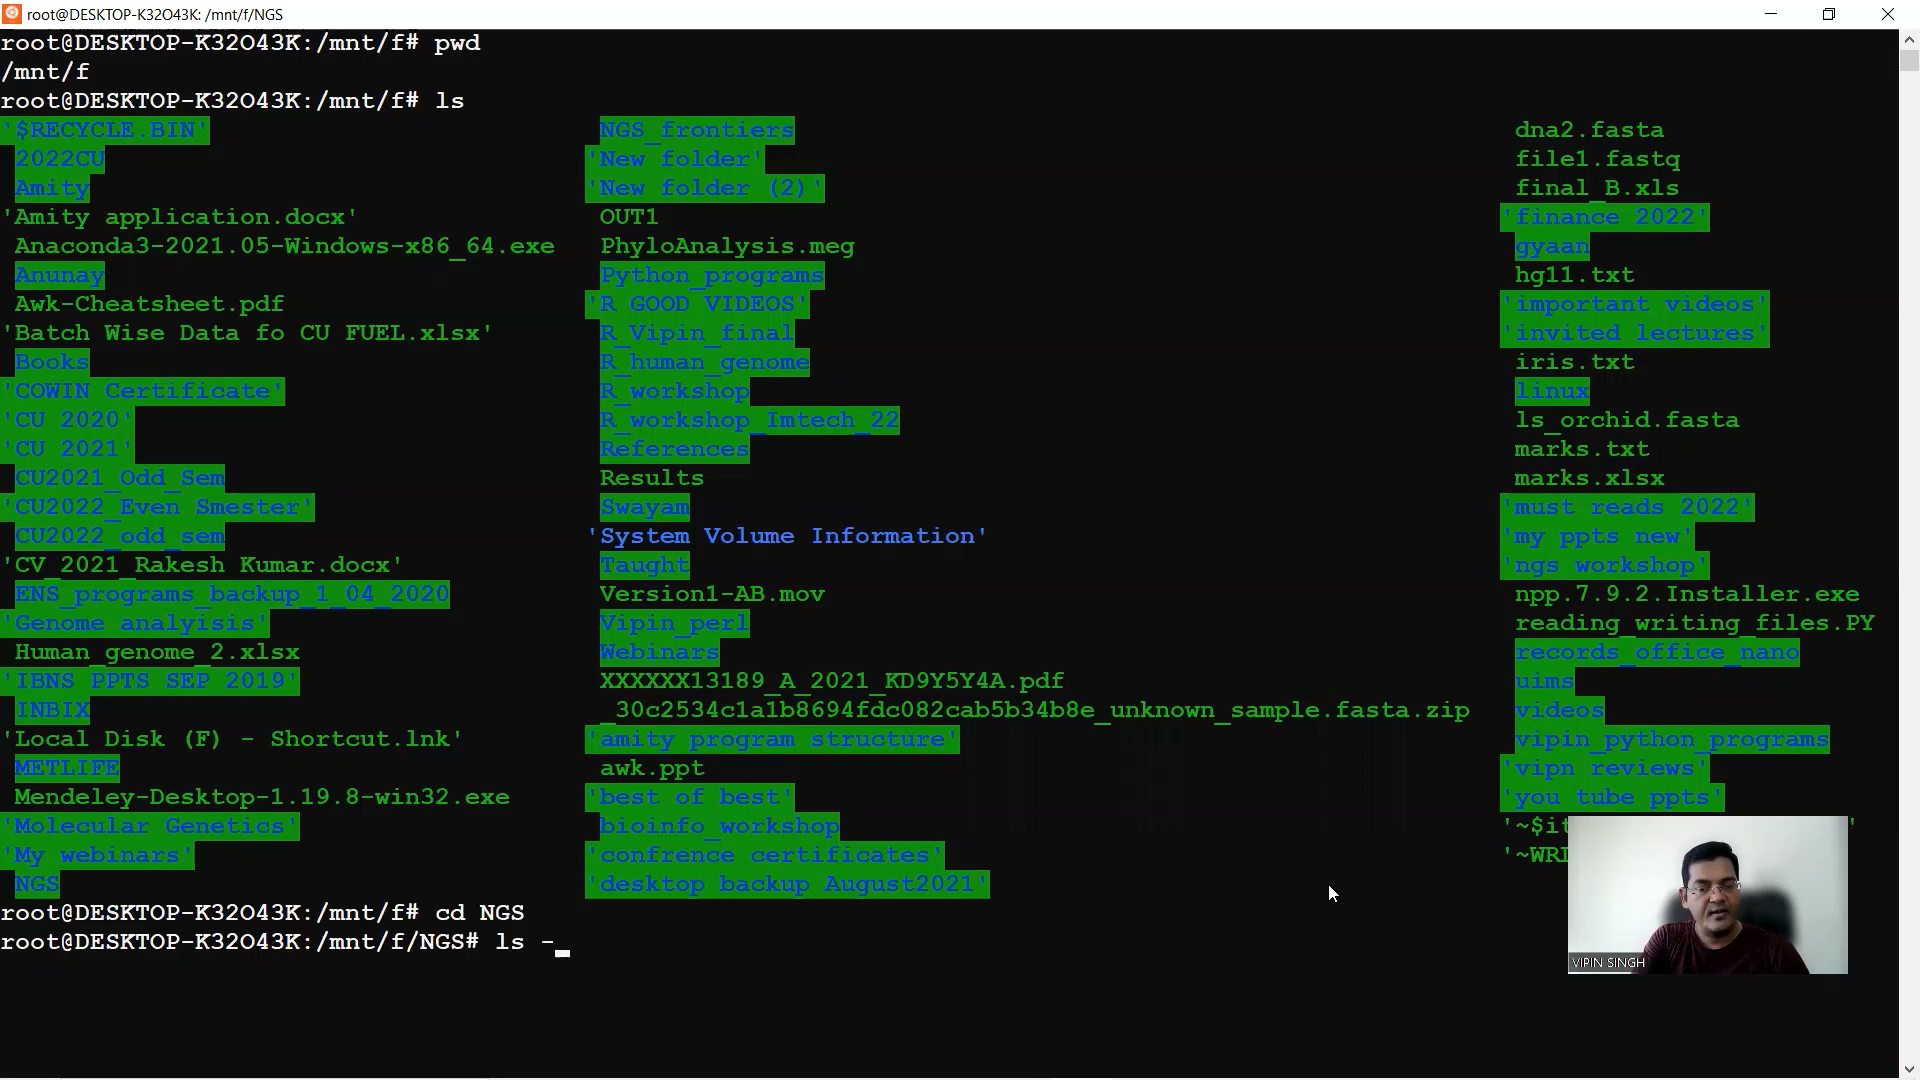 root@DESKTOP-K32O43K: /mnt/f/NGS
root@DESKTOP-K32O43K:/mnt/f# pwd
/mnt/f
root@DESKTOP-K32O43K:/mnt/f# ls
'$RECYCLE.BIN' NGS_frontiers dna2.fasta
2022CU 'New folder' file1.fastq
Amity 'New folder (2)' final_B.xls
'Amity application.docx' OUT1 'finance 2022'
Anaconda3-2021.05-Windows-x86_64.exe PhyloAnalysis.meg gyaan
Anunay Python_programs hg11.txt
Awk-Cheatsheet.pdf 'R GOOD VIDEOS' 'important videos'
'Batch Wise Data fo CU FUEL.xlsx' R_Vipin_final 'invited lectures'
Books R_human_genome iris.txt
'COWIN Certificate' R_workshop linux
'CU 2020' R_workshop_Imtech_22 ls_orchid.fasta
'CU 2021' References marks.txt
CU2021_Odd_Sem Results marks.xlsx
'CU2022_Even Smester' Swayam 'must reads 2022'
CU2022_odd_sem 'System Volume Information' 'my ppts new'
'CV_2021_Rakesh Kumar.docx' Taught 'ngs workshop'
ENS_programs_backup_1_04_2020 Version1-AB.mov npp.7.9.2.Installer.exe
'Genome analyisis' Vipin_perl reading_writing_files.PY
Human_genome_2.xlsx Webinars records_office_nano
'IBNS PPTS SEP 2019' XXXXXX13189_A_2021_KD9Y5Y4A.pdf uims
INBIX _30c2534c1a1b8694fdc082cab5b34b8e_unknown_sample.fasta.zip videos
'Local Disk (F) - Shortcut.lnk' 'amity program structure' vipin_python_programs
METLIFE awk.ppt 'vipn reviews'
Mendeley-Desktop-1.19.8-win32.exe 'best of best' 'you tube ppts'
'Molecular Genetics' bioinfo_workshop '~$it '
'My webinars' 'confrence certificates' '~WRI
NGS 'desktop backup August2021'
root@DESKTOP-K32O43K:/mnt/f# cd NGS
root@DESKTOP-K32O43K:/mnt/f/NGS# ls -_
VIPIN SINGH